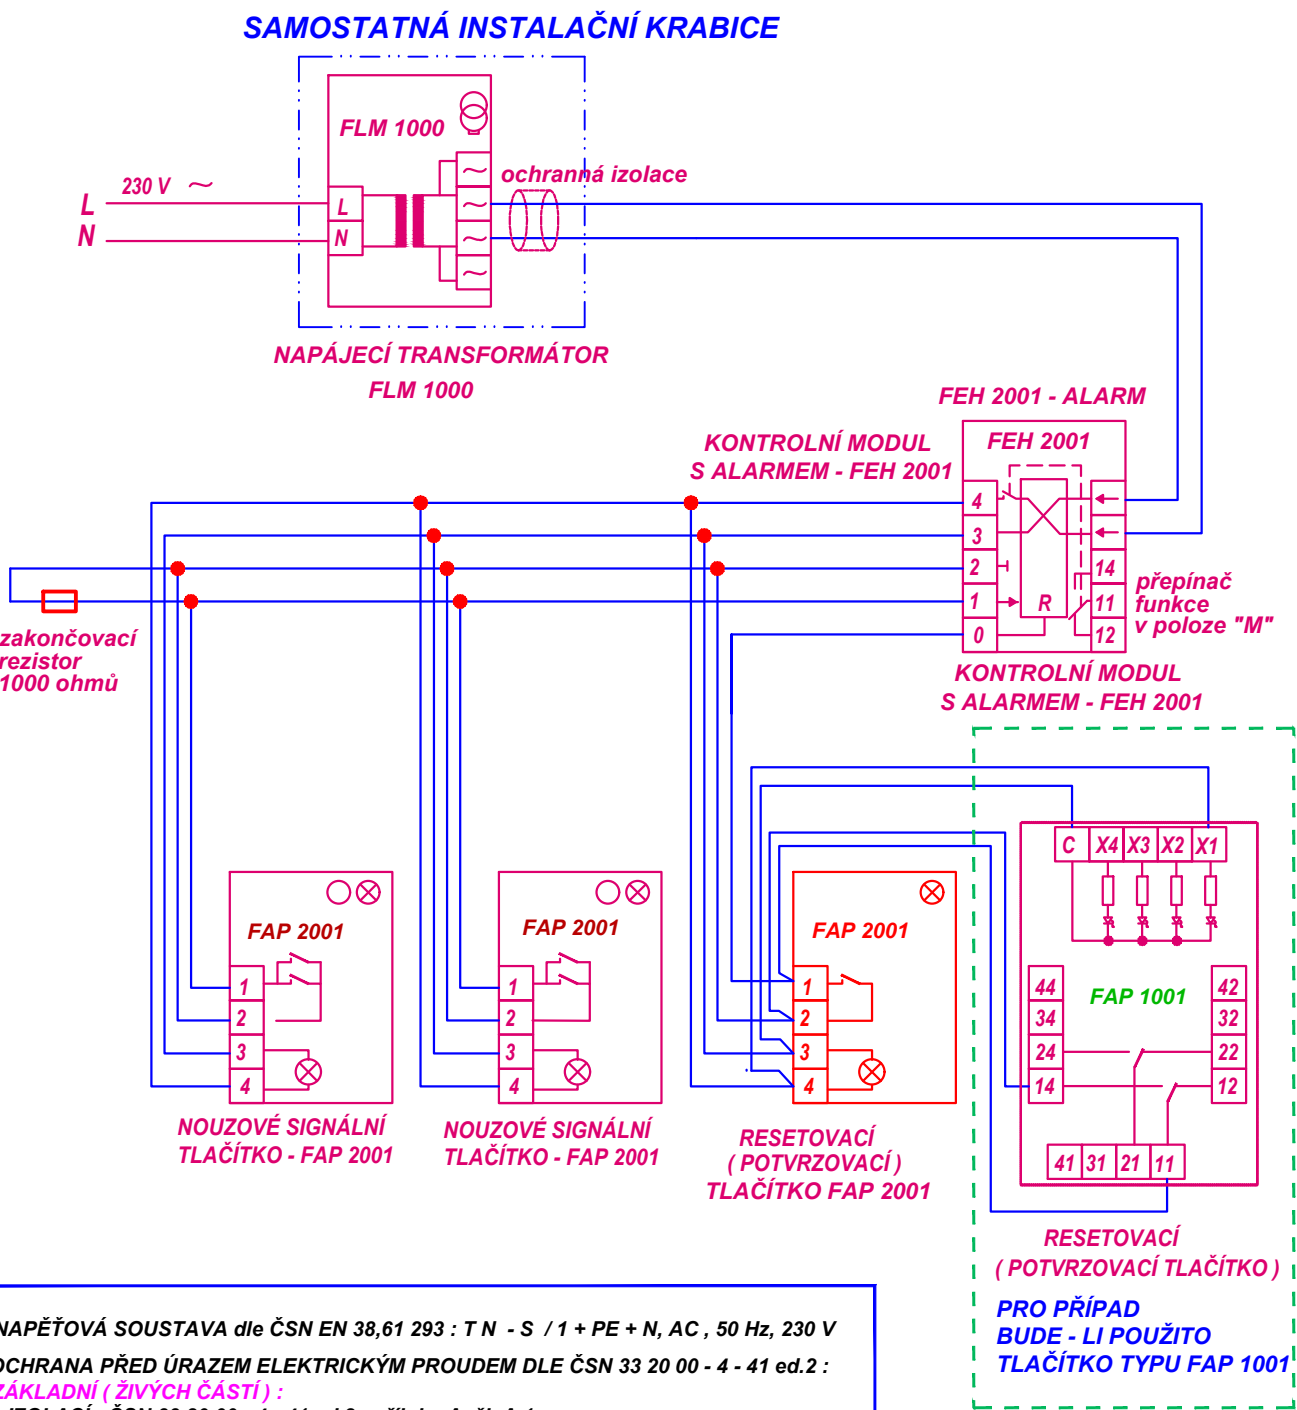 SAMOSTATNÁ INSTALAČNÍ KRABICE
FLM 1000
ochranná izolace
230 V ~
L
N
L
N
~
~
~
~
NAPÁJECÍ TRANSFORMÁTOR
FLM 1000
FEH 2001 - ALARM
KONTROLNÍ MODUL
S ALARMEM - FEH 2001
FEH 2001
4
3
2
1
0
R
14
11
12
přepínač
funkce
v poloze "M"
KONTROLNÍ MODUL
S ALARMEM - FEH 2001
zakončovací
rezistor
1000 ohmů
FAP 2001
1
2
3
4
NOUZOVÉ SIGNÁLNÍ
TLAČÍTKO - FAP 2001
FAP 2001
1
2
3
4
NOUZOVÉ SIGNÁLNÍ
TLAČÍTKO - FAP 2001
FAP 2001
1
2
3
4
RESETOVACÍ
( POTVRZOVACÍ )
TLAČÍTKO FAP 2001
C X4 X3 X2 X1
FAP 1001
44
34
24
14
42
32
22
12
41 31 21 11
RESETOVACÍ
( POTVRZOVACÍ TLAČÍTKO )
PRO PŘÍPAD
BUDE - LI POUŽITO
TLAČÍTKO TYPU FAP 1001
NAPĚŤOVÁ SOUSTAVA dle ČSN EN 38,61 293 : T N - S / 1 + PE + N, AC , 50 Hz, 230 V
OCHRANA PŘED ÚRAZEM ELEKTRICKÝM PROUDEM DLE ČSN 33 20 00 - 4 - 41 ed.2 :
ZÁKLADNÍ ( ŽIVÝCH ČÁSTÍ ) :